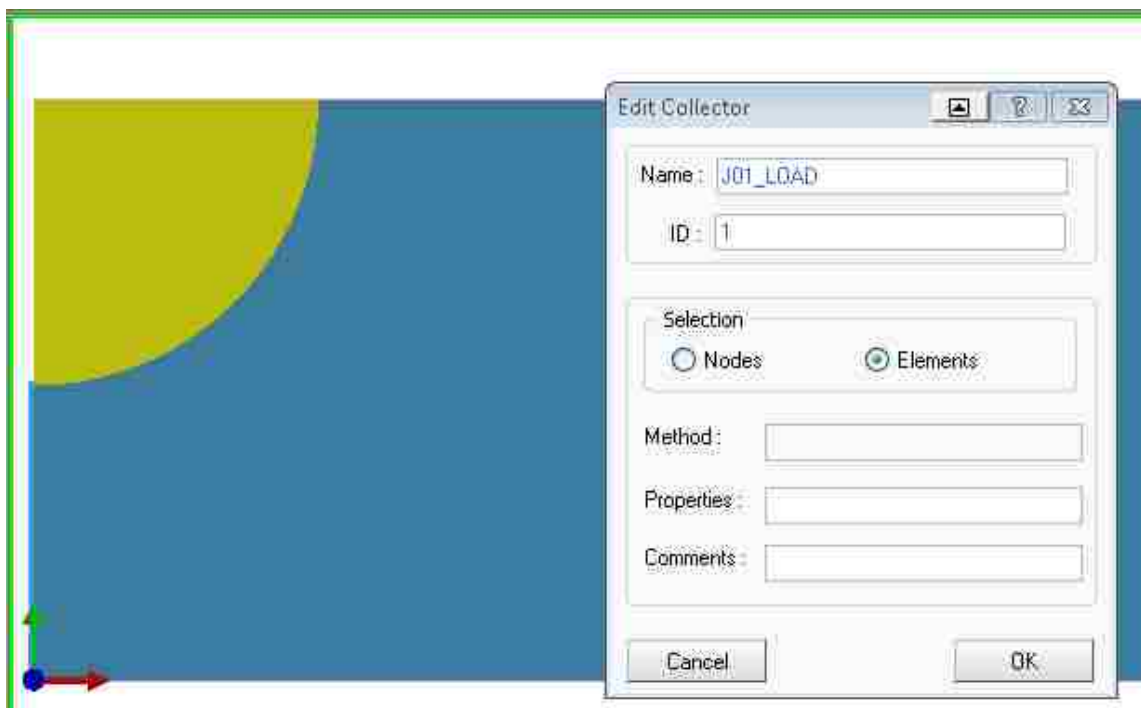 Edit Collector
Name : J01_LOAD
ID : 1
Selection
Nodes
Elements
Method :
Properties :
Comments :
Cancel
OK